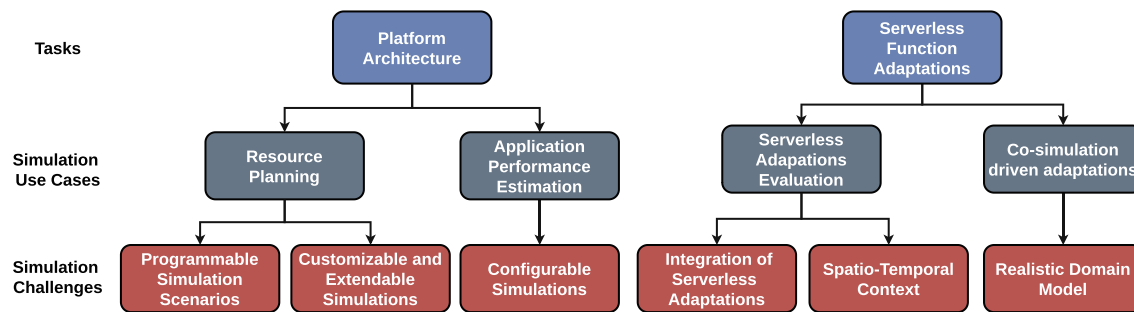 Tasks
Platform
Architecture
Serverless
Function
Adaptations
Simulation
Use Cases
Resource
Planning
Application
Performance
Estimation
Serverless
Adapations
Evaluation
Co-simulation
driven adaptations
Simulation
Challenges
Programmable
Simulation
Scenarios
Customizable and
Extendable
Simulations
Configurable
Simulations
Integration of
Serverless
Adaptations
Spatio-Temporal
Context
Realistic Domain
Model